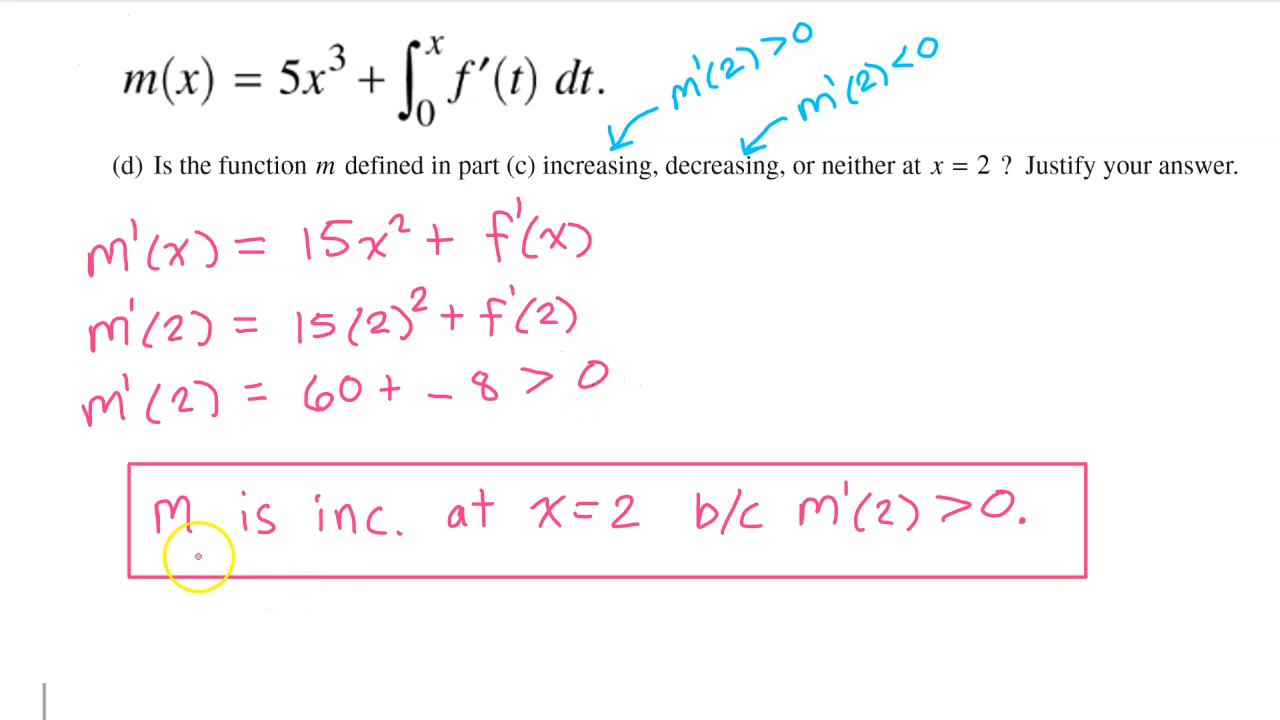 m(x) = 5x³ + ∫₀ˣ f′(t) dt.
m'(2) > 0
m'(2) < 0
(d) Is the function m defined in part (c) increasing, decreasing, or neither at x = 2 ? Justify your answer.
m'(x) = 15x² + f'(x)
m'(2) = 15(2)² + f'(2)
m'(2) = 60 + -8 > 0
m is inc. at x=2 b/c m'(2) > 0.